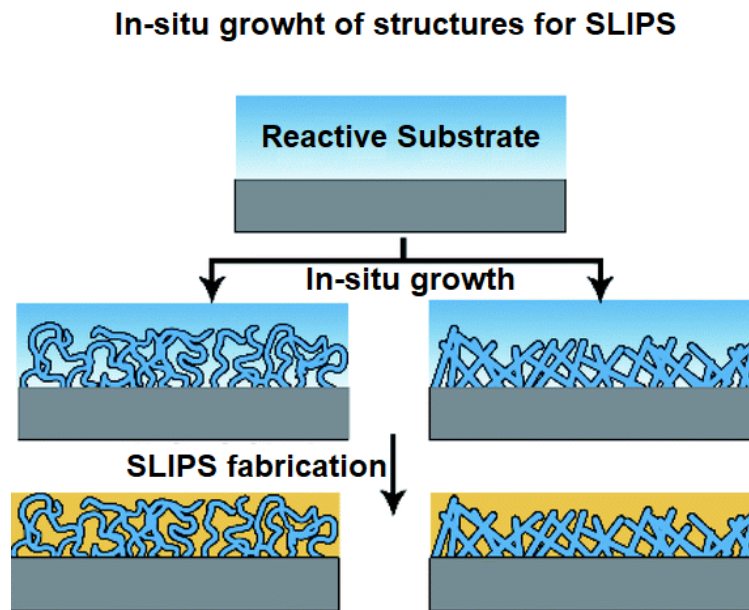 In-situ growht of structures for SLIPS
Reactive Substrate
In-situ growth
SLIPS fabrication